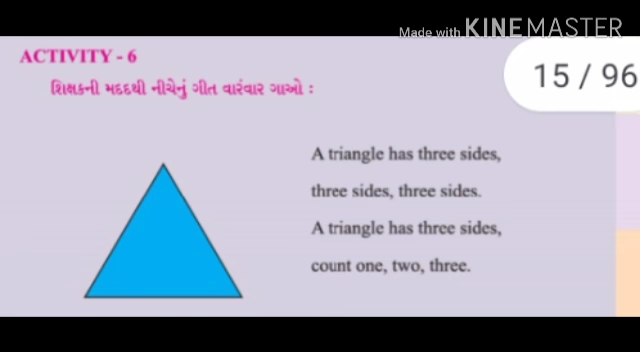 Made with KINEMASTER
ACTIVITY - 6
15 / 96
શિક્ષકની મદદથી નીચેનું ગીત વારંવાર ગાઓ :
A triangle has three sides,
three sides, three sides.
A triangle has three sides,
count one, two, three.